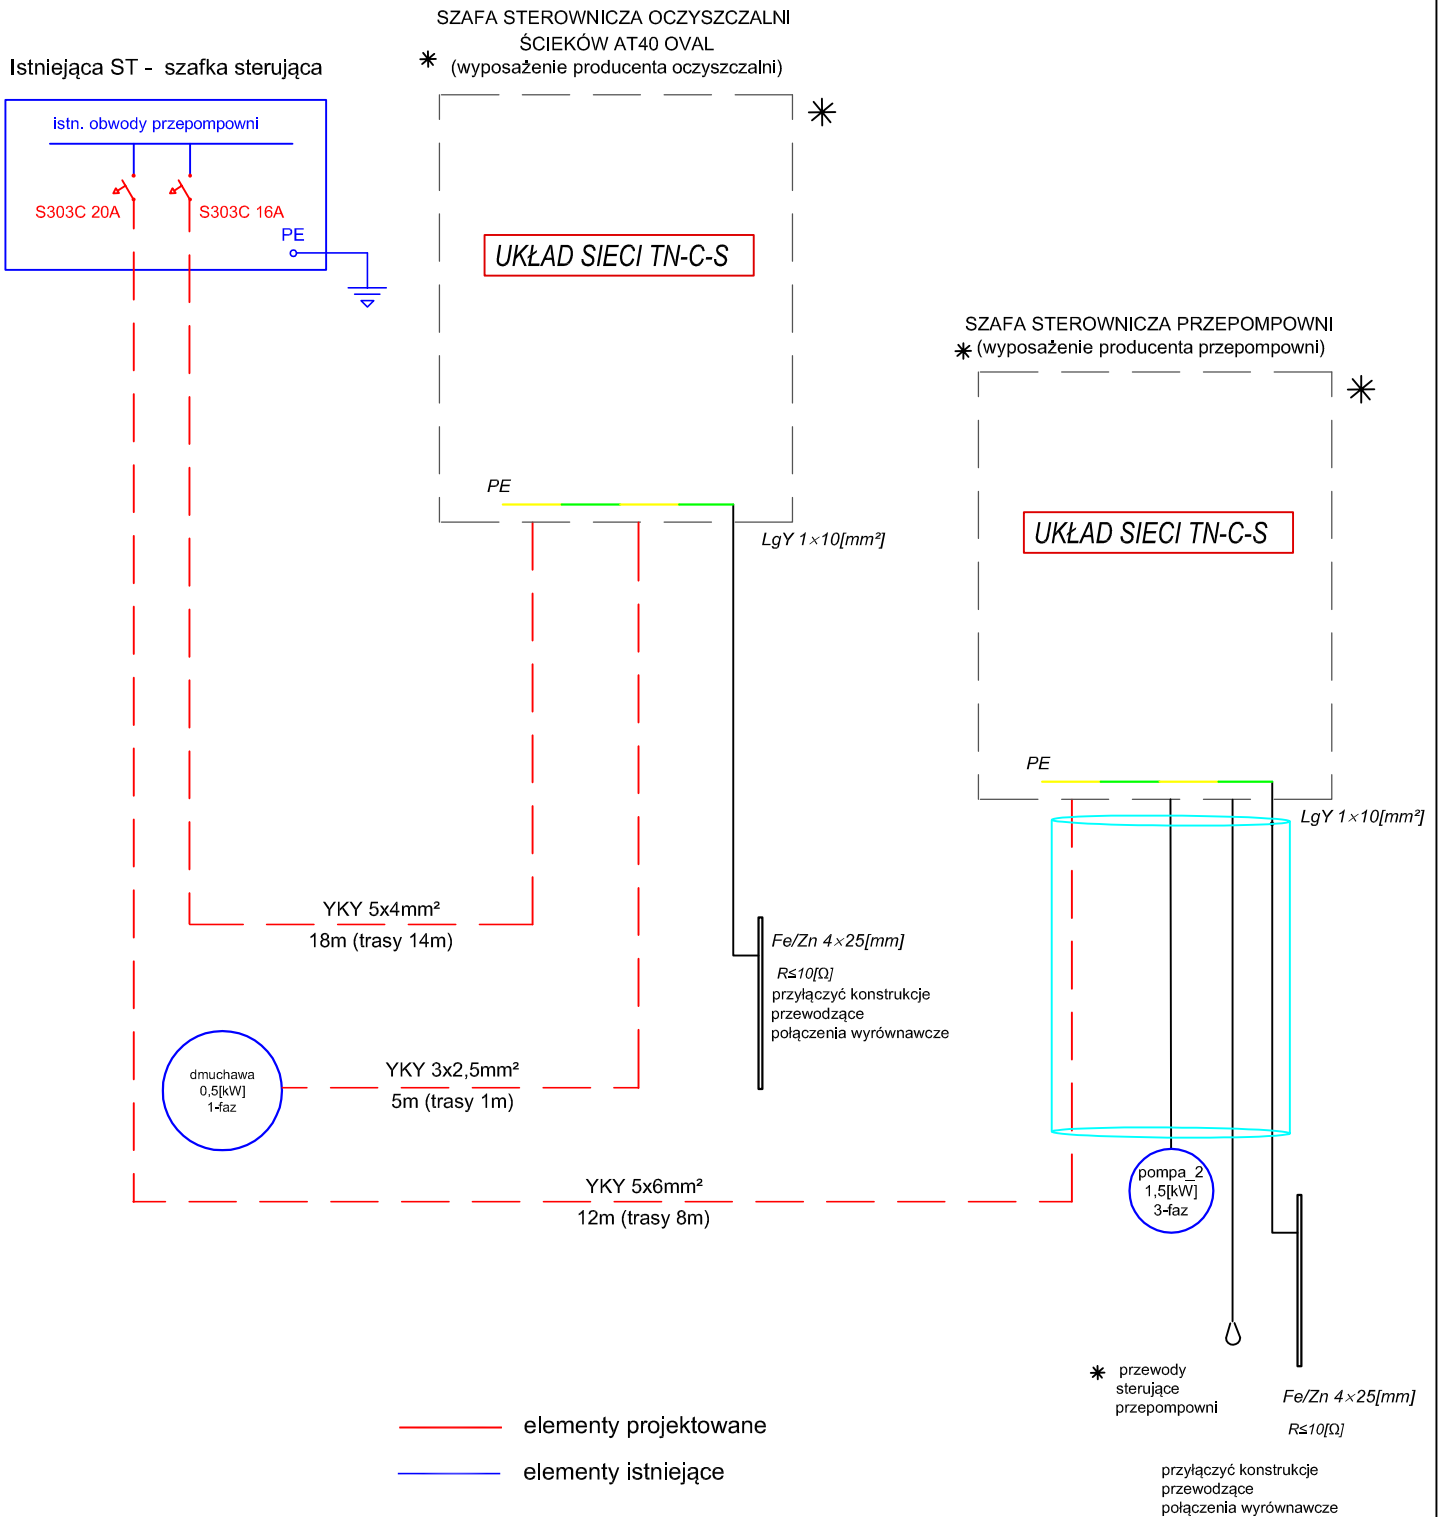 SZAFA STEROWNICZA OCZYSZCZALNI
ŚCIEKÓW AT40 OVAL
(wyposażenie producenta oczyszczalni)
Istniejąca ST - szafka sterująca
istn. obwody przepompowni
S303C 20A
S303C 16A
PE
UKŁAD SIECI TN-C-S
SZAFA STEROWNICZA PRZEPOMPOWNI
(wyposażenie producenta przepompowni)
PE
LgY 1×10[mm²]
UKŁAD SIECI TN-C-S
PE
LgY 1×10[mm²]
YKY 5x4mm²
18m (trasy 14m)
Fe/Zn 4×25[mm]
R≤10[Ω]
przyłączyć konstrukcje
przewodzące
połączenia wyrównawcze
dmuchawa
0,5[kW]
1-faz
YKY 3x2,5mm²
5m (trasy 1m)
YKY 5x6mm²
12m (trasy 8m)
pompa_2
1,5[kW]
3-faz
przewody
sterujące
przepompowni
Fe/Zn 4×25[mm]
R≤10[Ω]
przyłączyć konstrukcje
przewodzące
połączenia wyrównawcze
elementy projektowane
elementy istniejące